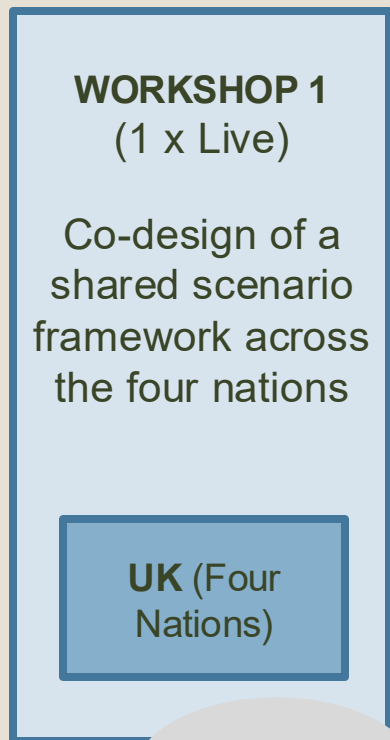 WORKSHOP 1
(1 x Live)
Co-design of a
shared scenario
framework across
the four nations
UK (Four
Nations)